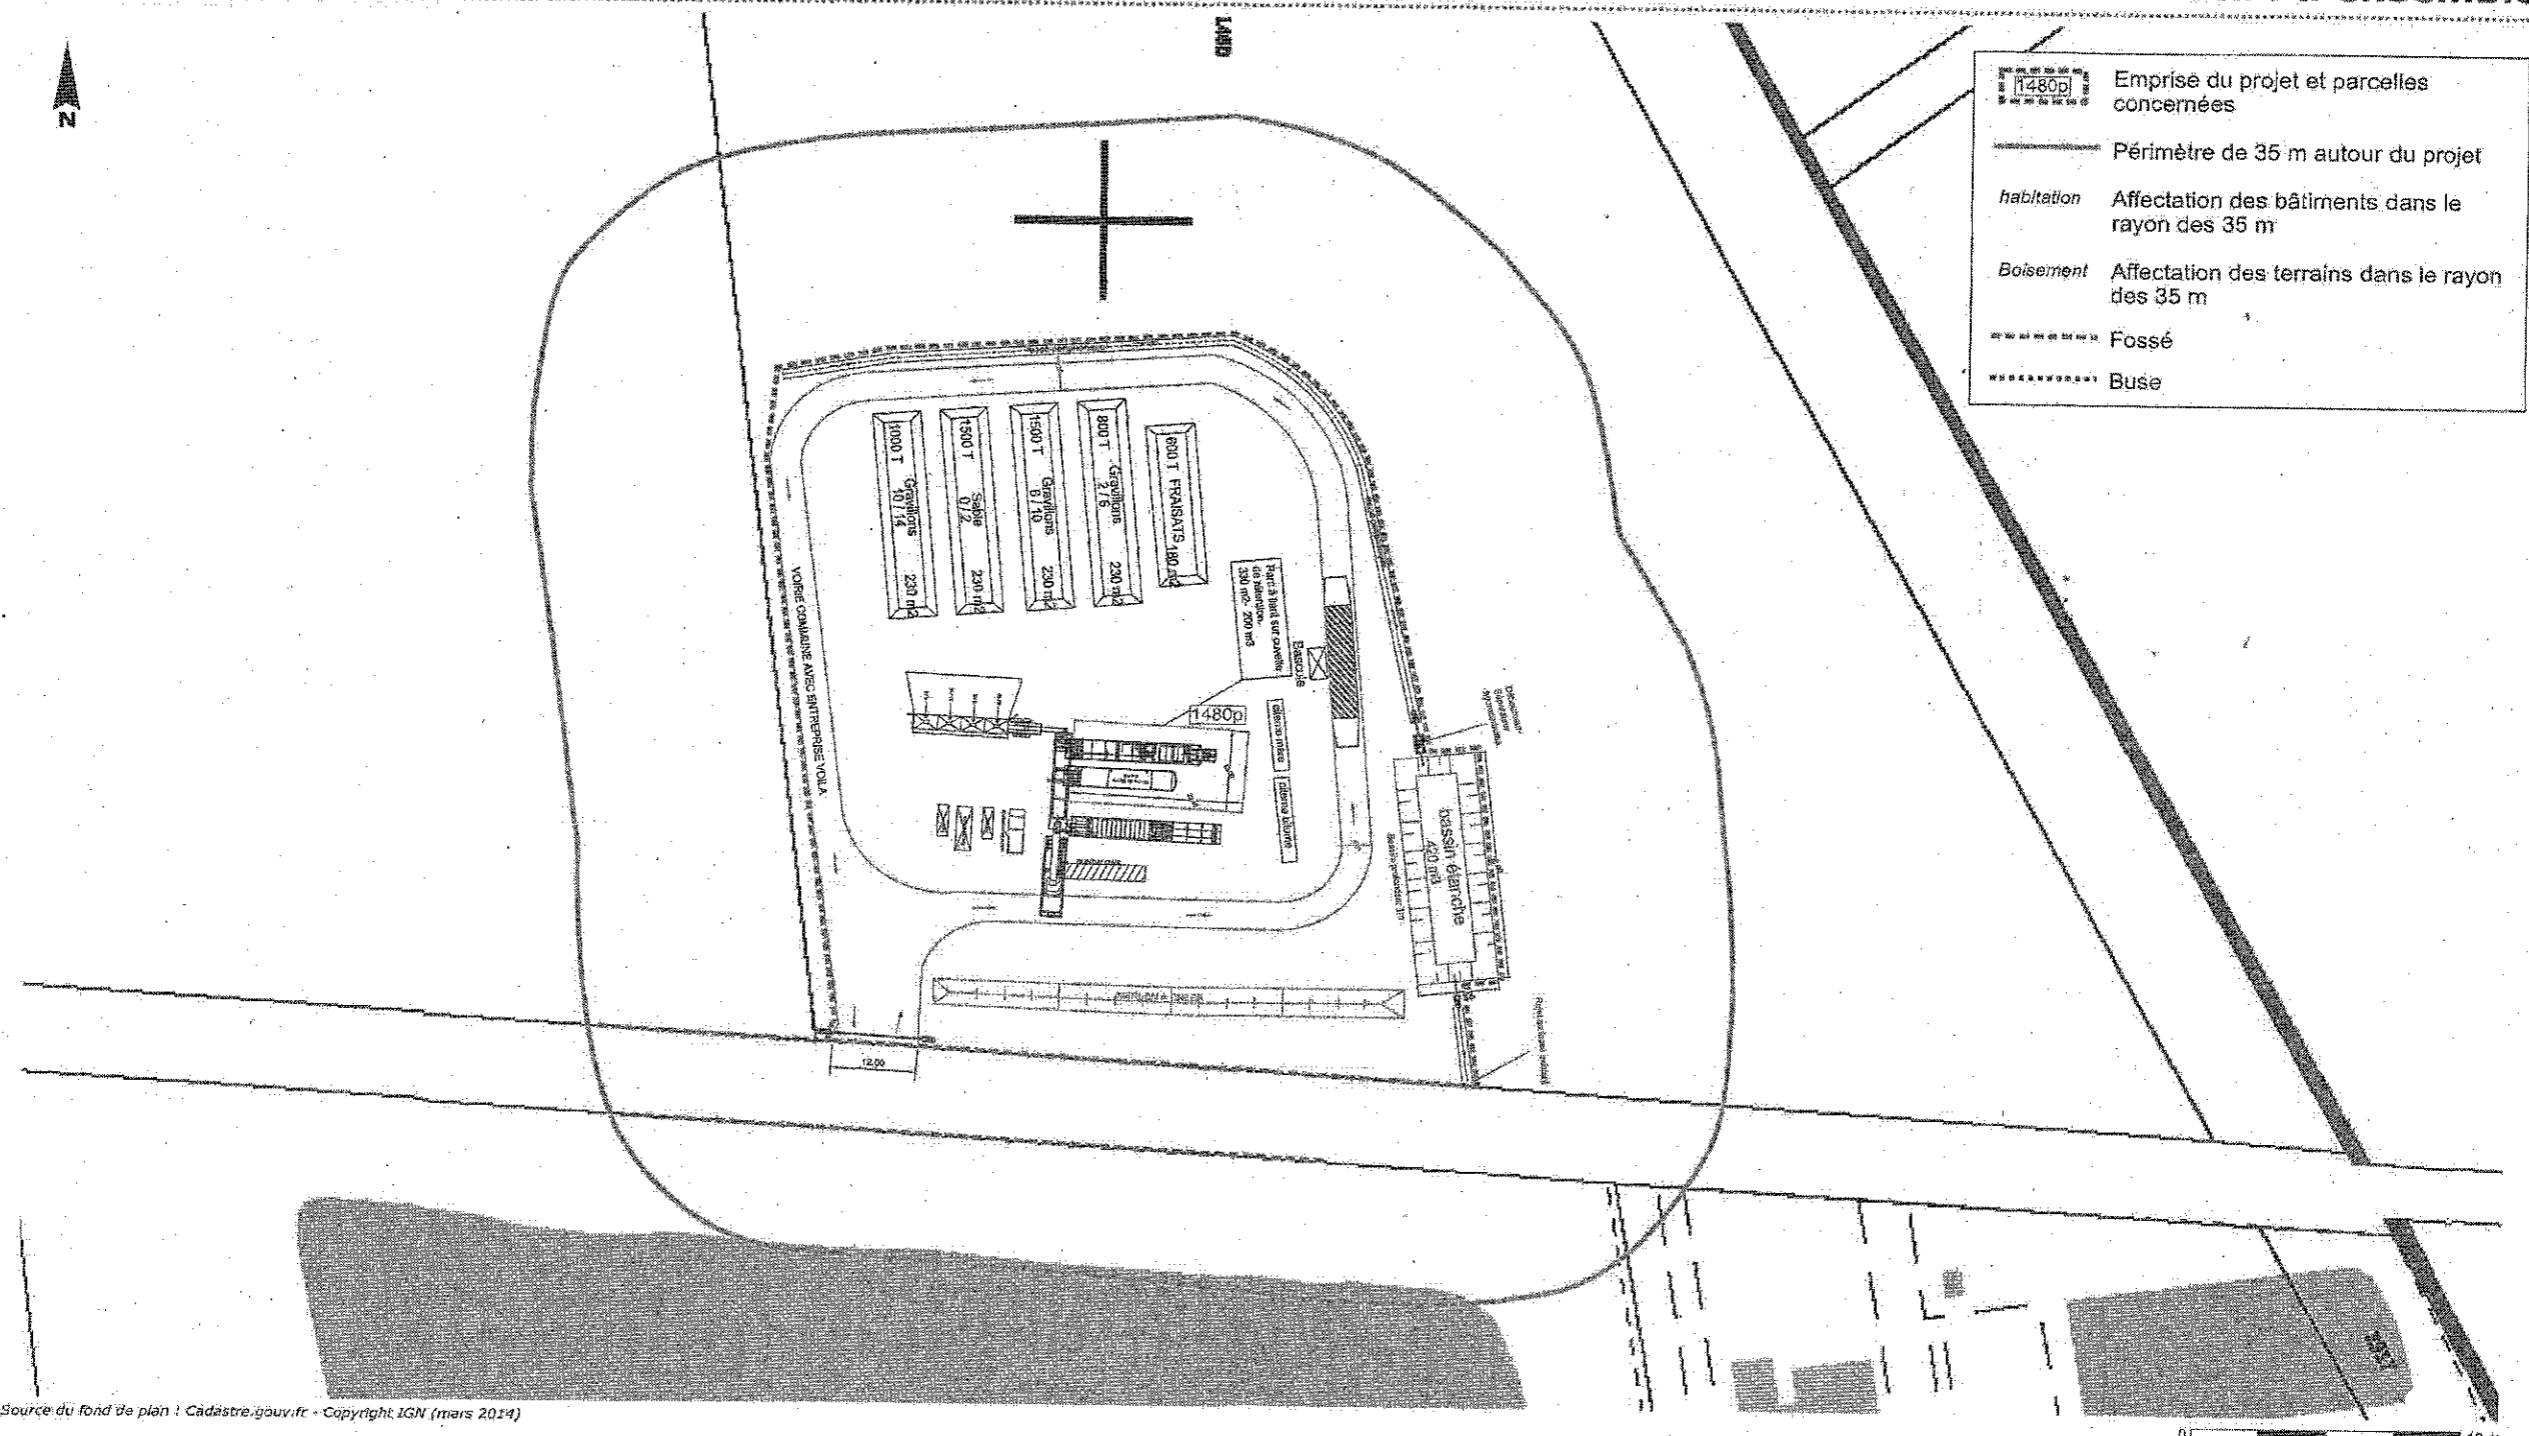 N
1480p
Emprise du projet et parcelles
concernées
Périmètre de 35 m autour du projet
habitation
Affectation des bâtiments dans le
rayon des 35 m
Boisement
Affectation des terrains dans le rayon
des 35 m
Fossé
Buse
1000 T Gravillons 230 m2
10 / 14
1500 T Sable 230 m2
0 / 2
1500 T Gravillons 230 m2
6 / 10
800 T Gravillons 230 m2
2 / 6
600 T FRAISATS 180 m2
Parc à liant sur cuvette
de rétention
330 m2- 200 m3
Bascule
1480p
VOIRIE COMMUNE AVEC ENTREPRISE VOILA
citerne bitume
bassin étanche
420 m3
12.00
Source du fond de plan : Cadastre.gouv.fr - Copyright IGN (mars 2014)
0